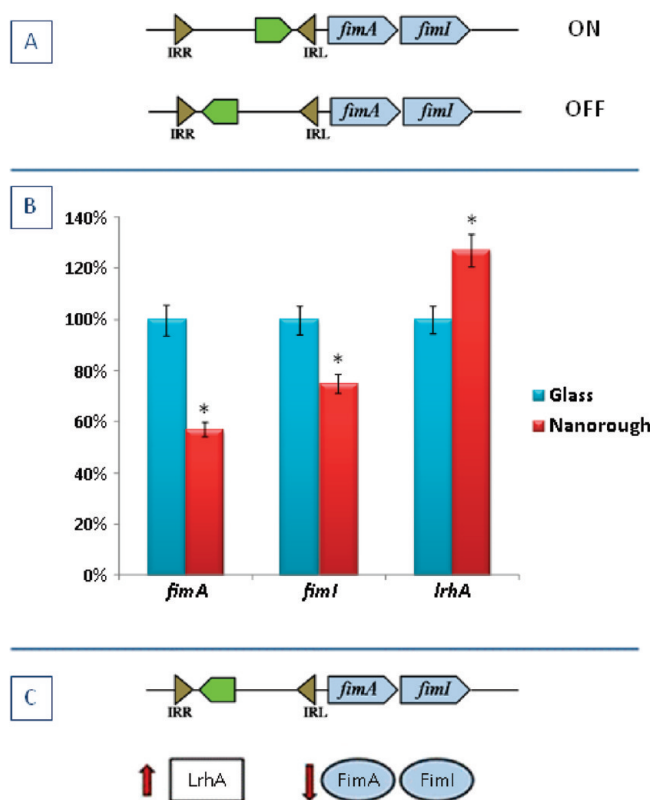 A
fimA fimI ON
IRR IRL
fimA fimI OFF
IRR IRL
B
140%
120%
100%
80%
60%
40%
20%
0%
*
*
*
Glass
Nanorough
fimA fimI lrhA
C
fimA fimI
IRR IRL
LrhA FimA FimI